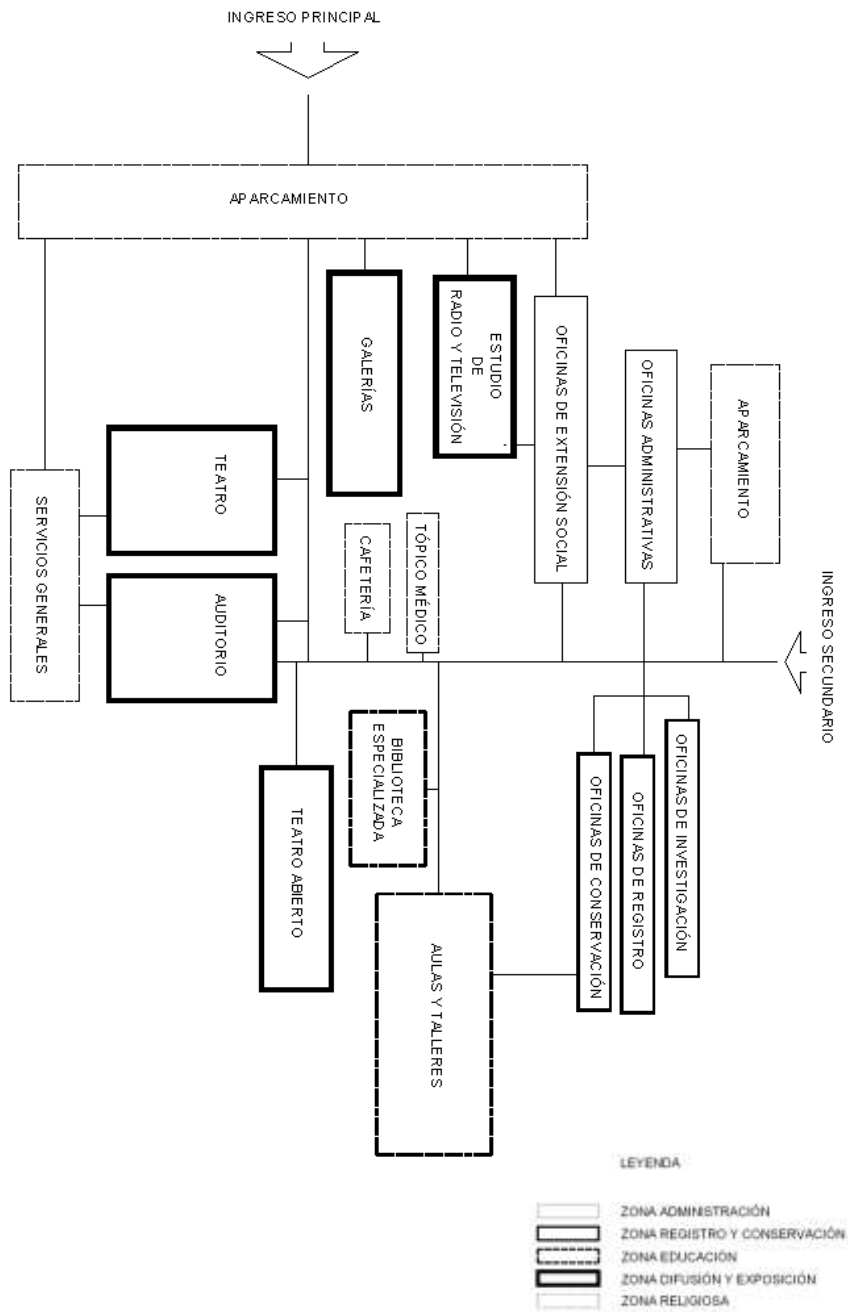 INGRESO PRINCIPAL
APARCAMIENTO
GALERÍAS
ESTUDIO
DE
RADIO Y TELEVISIÓN
OFICINAS DE EXTENSIÓN SOCIAL
OFICINAS ADMINISTRATIVAS
APARCAMIENTO
TEATRO
SERVICIOS GENERALES
AUDITORIO
CAFETERÍA
TÓPICO MÉDICO
INGRESO SECUNDARIO
TEATRO ABIERTO
BIBLIOTECA
ESPECIALIZADA
AULAS Y TALLERES
OFICINAS DE CONSERVACIÓN
OFICINAS DE REGISTRO
OFICINAS DE INVESTIGACIÓN
LEYENDA
ZONA ADMINISTRACIÓN
ZONA REGISTRO Y CONSERVACIÓN
ZONA EDUCACIÓN
ZONA DIFUSIÓN Y EXPOSICIÓN
ZONA RELIGIOSA